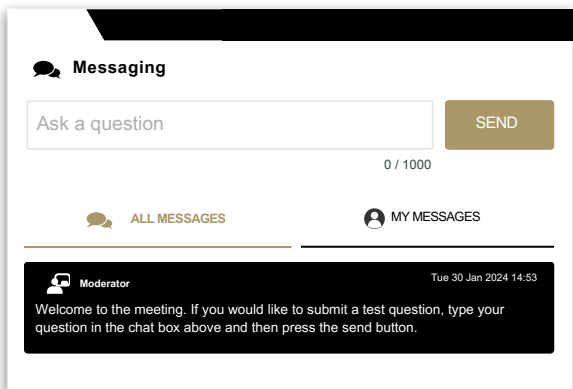 Messaging
Ask a question
SEND
0 / 1000
ALL MESSAGES
MY MESSAGES
Moderator
Tue 30 Jan 2024 14:53
Welcome to the meeting. If you would like to submit a test question, type your
question in the chat box above and then press the send button.